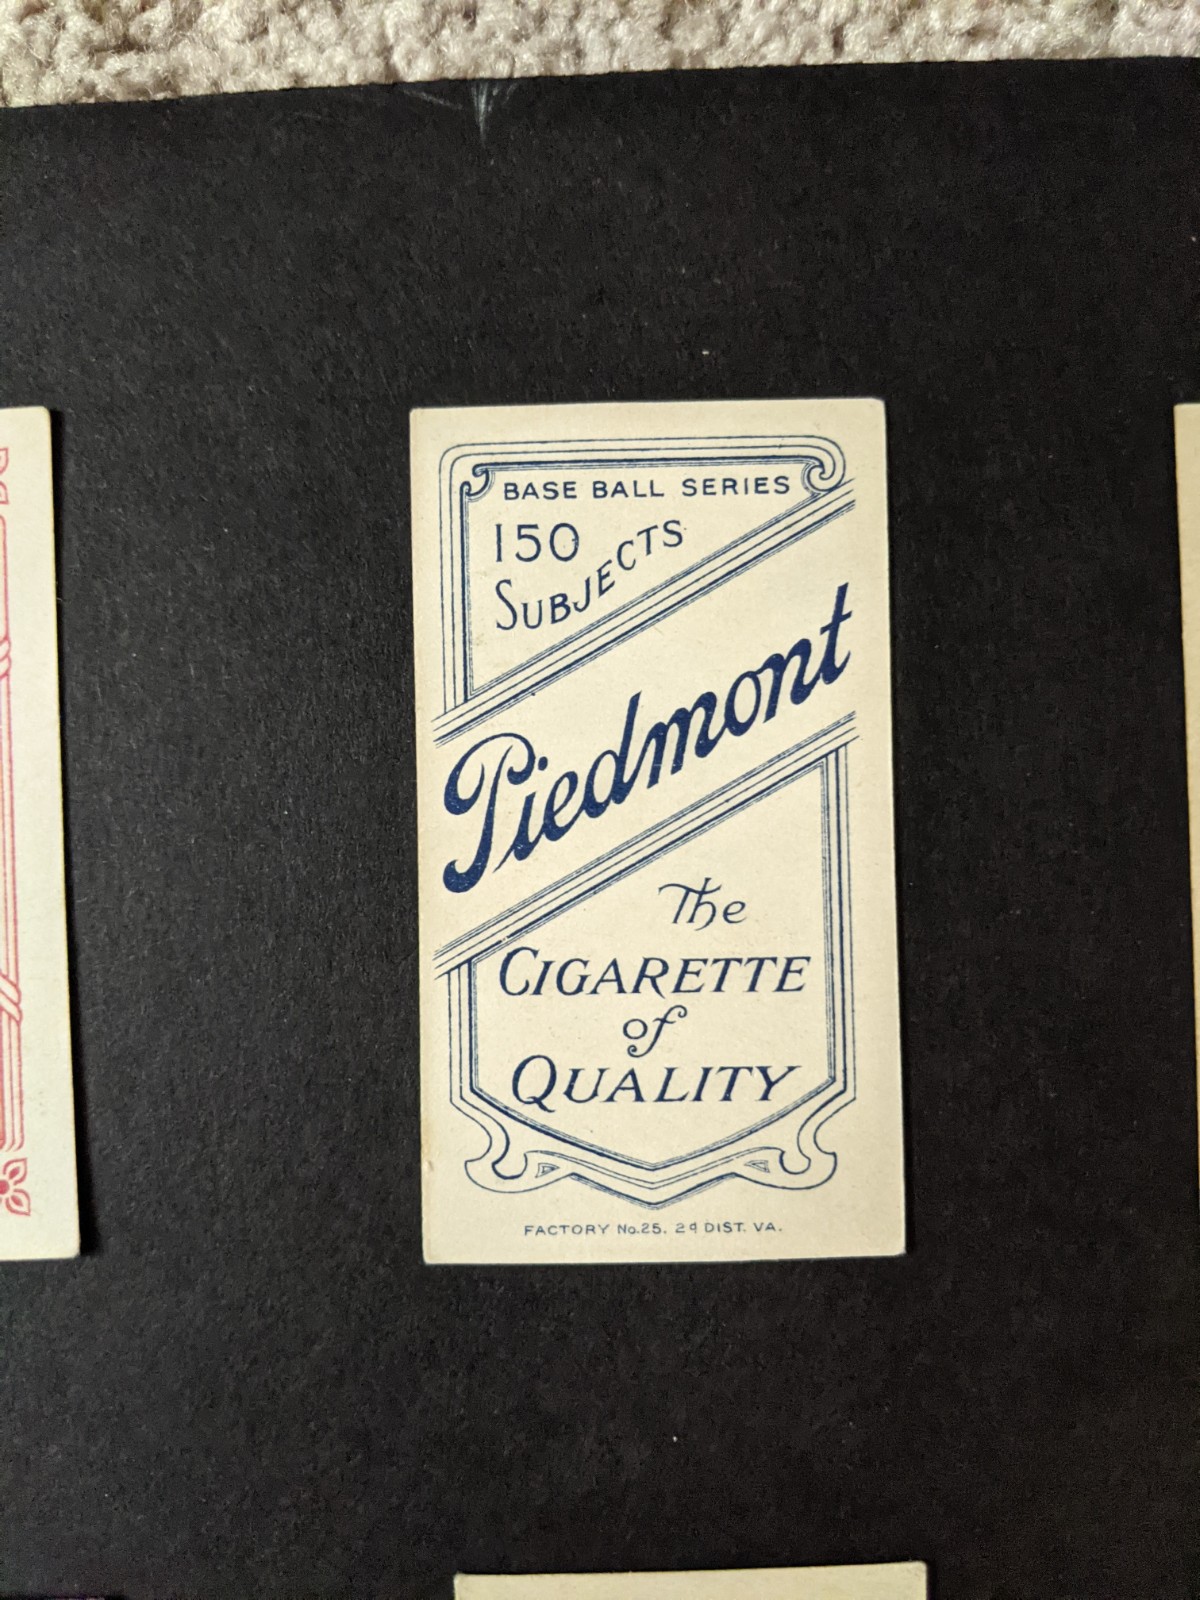 BASE BALL SERIES
150
SUBJECTS
Piedmont
The
CIGARETTE
of
QUALITY
FACTORY No.25. 2d DIST. VA.